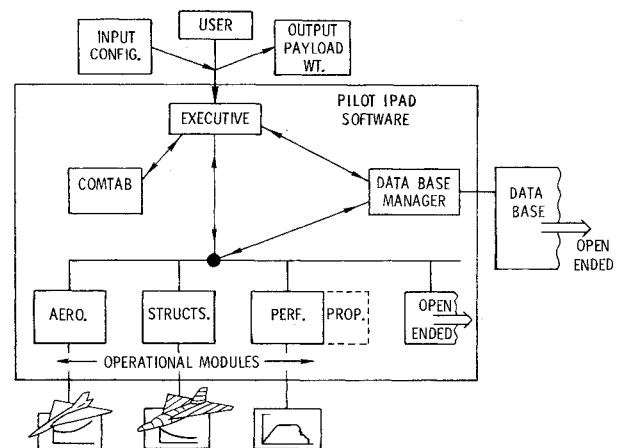 USER
INPUT
CONFIG.
OUTPUT
PAYLOAD
WT.
PILOT IPAD
SOFTWARE
EXECUTIVE
COMTAB
DATA BASE
MANAGER
DATA
BASE
OPEN
ENDED
AERO.
STRUCTS.
PERF.
PROP.
OPEN
ENDED
OPERATIONAL MODULES